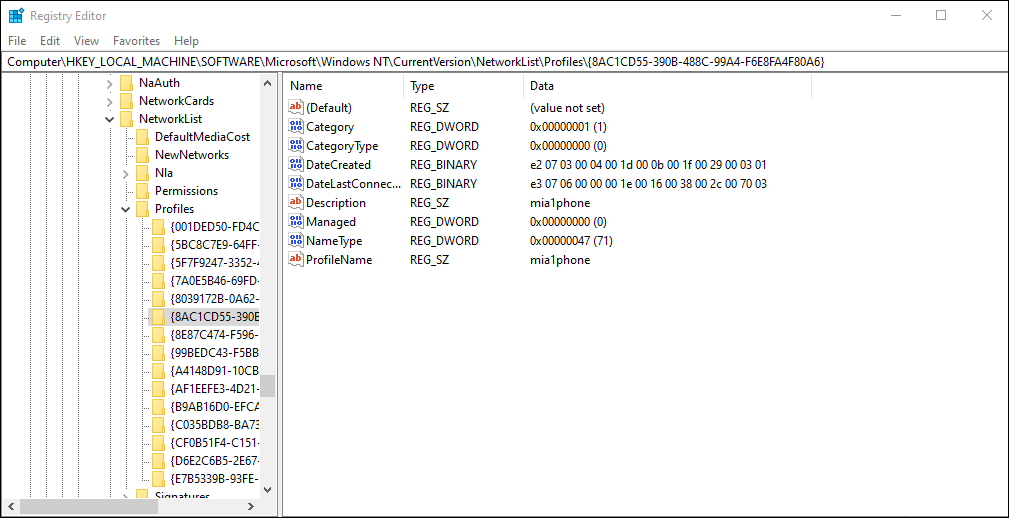 Registry Editor
File Edit View Favorites Help
Computer\HKEY_LOCAL_MACHINE\SOFTWARE\Microsoft\Windows NT\CurrentVersion\NetworkList\Profiles\{8AC1CD55-390B-488C-99A4-F6E8FA4F80A6}
NaAuth
NetworkCards
NetworkList
DefaultMediaCost
NewNetworks
Nla
Permissions
Profiles
{001DED50-FD4C
{5BC8C7E9-64FF-
{5F7F9247-3352-4
{7A0E5B46-69FD-
{8039172B-0A62-
{8AC1CD55-390B
{8E87C474-F596-
{99BEDC43-F5BB
{A4148D91-10CB
{AF1EEFE3-4D21-
{B9AB16D0-EFCA
{C035BDB8-BA73
{CF0B51F4-C151-
{D6E2C6B5-2E67-
{E7B5339B-93FE-
Signatures
Name Type Data
(Default) REG_SZ (value not set)
Category REG_DWORD 0x00000001 (1)
CategoryType REG_DWORD 0x00000000 (0)
DateCreated REG_BINARY e2 07 03 00 04 00 1d 00 0b 00 1f 00 29 00 03 01
DateLastConnec... REG_BINARY e3 07 06 00 00 00 1e 00 16 00 38 00 2c 00 70 03
Description REG_SZ mia1phone
Managed REG_DWORD 0x00000000 (0)
NameType REG_DWORD 0x00000047 (71)
ProfileName REG_SZ mia1phone